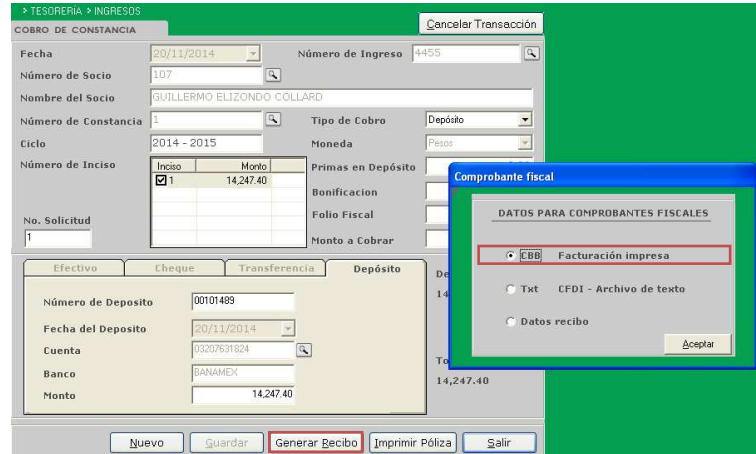 > TESORERÍA > INGRESOS
COBRO DE CONSTANCIA
Cancelar Transacción
Fecha 20/11/2014 Número de Ingreso 4455
Número de Socio 107
Nombre del Socio GUILLERMO ELIZONDO COLLARD
Número de Constancia 1 Tipo de Cobro Depósito
Ciclo 2014 - 2015 Moneda Pesos
Número de Inciso Inciso Monto Primas en Depósito
1 14,247.40
Bonificacion
Folio Fiscal
No. Solicitud
1
Monto a Cobrar
Efectivo Cheque Transferencia Depósito
Número de Deposito 00101489
Fecha del Deposito 20/11/2014
Cuenta 03207631824
Banco BANAMEX
Monto 14,247.40
14,247.40
Nuevo Guardar Generar Recibo Imprimir Póliza Salir
Comprobante fiscal
DATOS PARA COMPROBANTES FISCALES
CBB Facturación impresa
Txt CFDI - Archivo de texto
Datos recibo
Aceptar